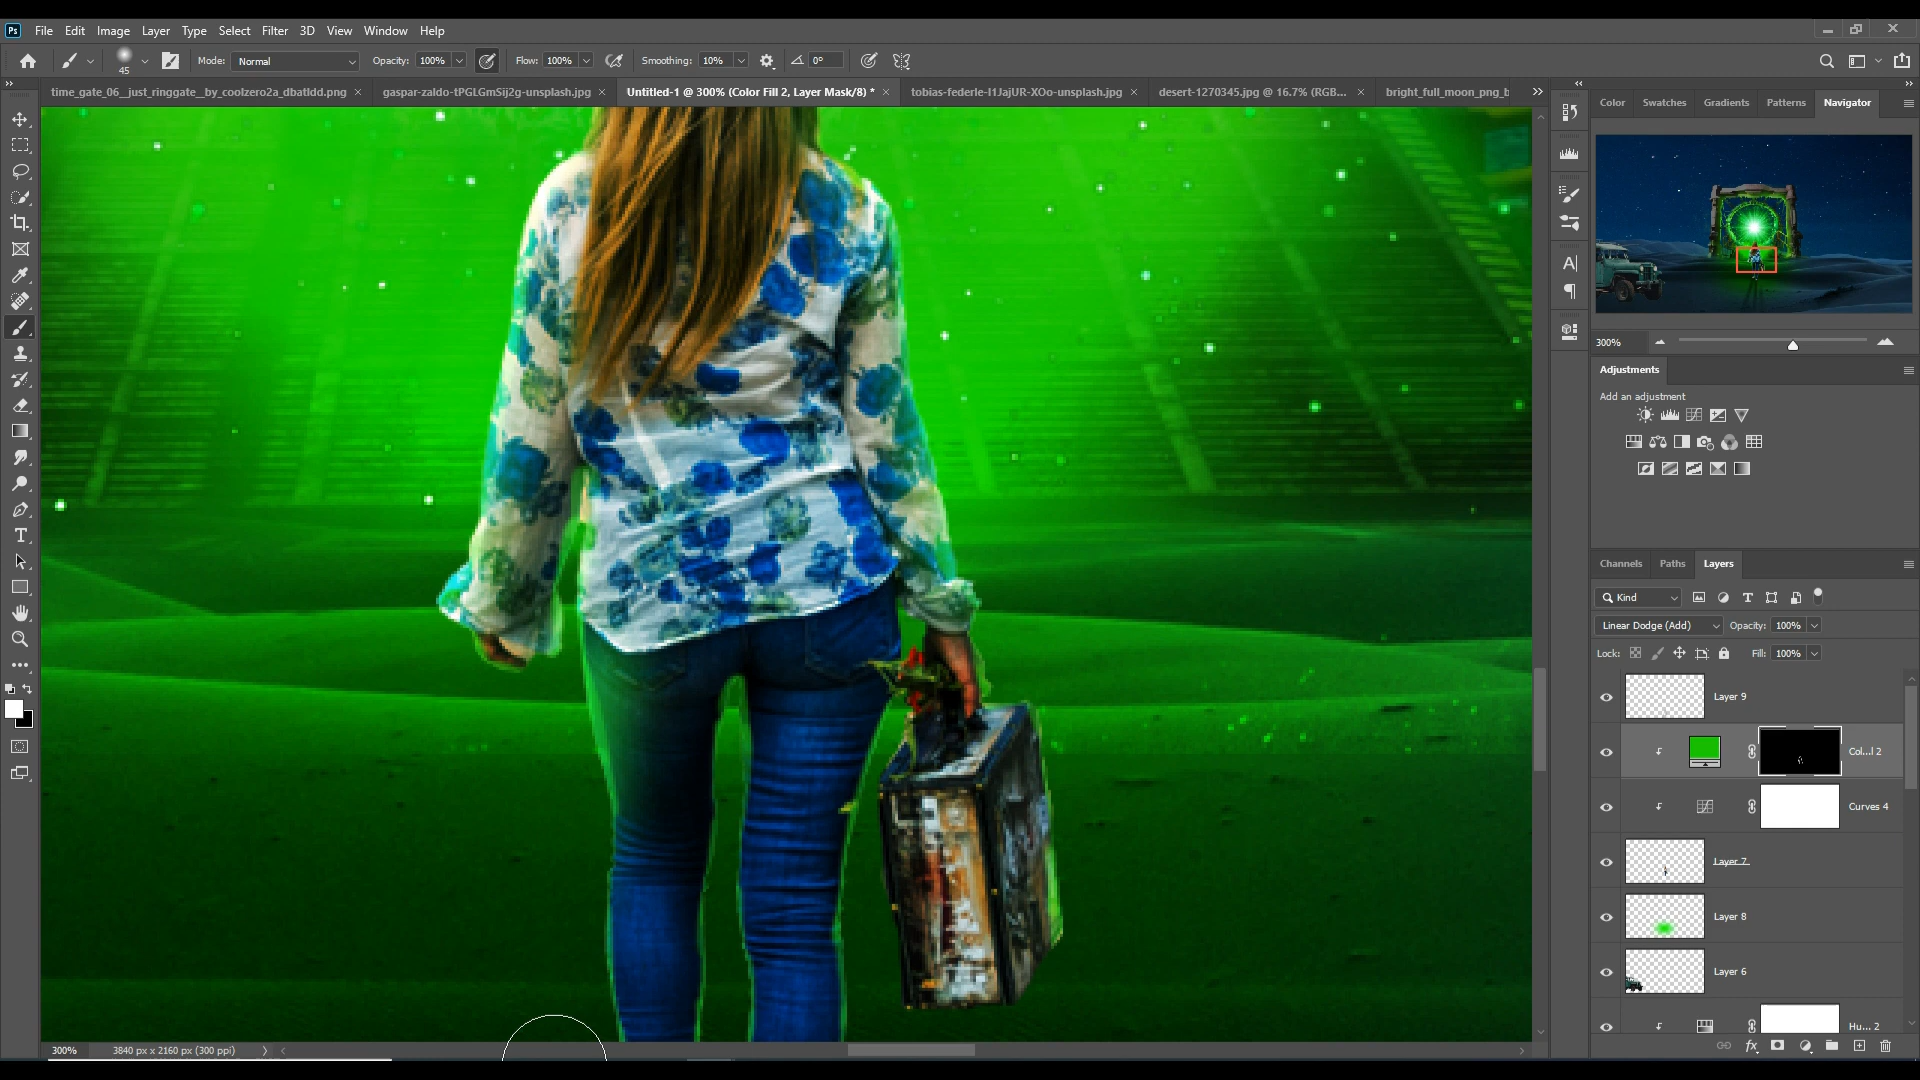 Ps File Edit Image Layer Type Select Filter 3D View Window Help
45 Mode: Normal Opacity: 100% Flow: 100% Smoothing: 10% 0°
time_gate_06__just_ringgate__by_coolzero2a_dbatldd.png × gaspar-zaldo-tPGLGmSij2g-unsplash.jpg × Untitled-1 @ 300% (Color Fill 2, Layer Mask/8) * × tobias-federle-I1JajUR-XOo-unsplash.jpg × desert-1270345.jpg @ 16.7% (RGB... × bright_full_moon_png_b
Color Swatches Gradients Patterns Navigator
300%
Adjustments
Add an adjustment
Channels Paths Layers
Kind
Linear Dodge (Add) Opacity: 100%
Lock: Fill: 100%
Layer 9
Col...l 2
Curves 4
Layer 7
Layer 8
Layer 6
Hu... 2
300% 3840 px x 2160 px (300 ppi)